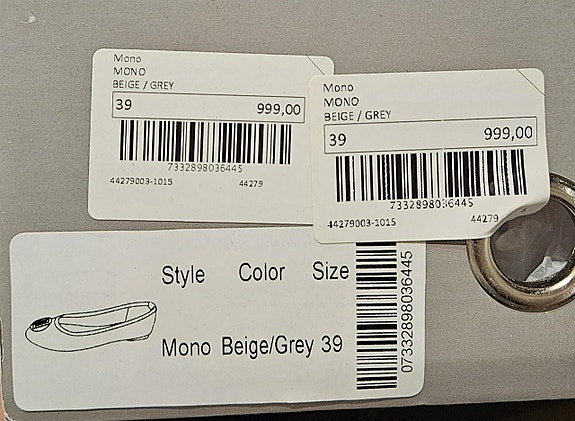 Mono
MONO
BEIGE / GREY
39 999,00
7332898036445
44279003-1015 44279
Mono
MONO
BEIGE / GREY
39 999,00
7332898036445
44279003-1015 44279
Style Color Size
Mono Beige/Grey 39
07332898036445